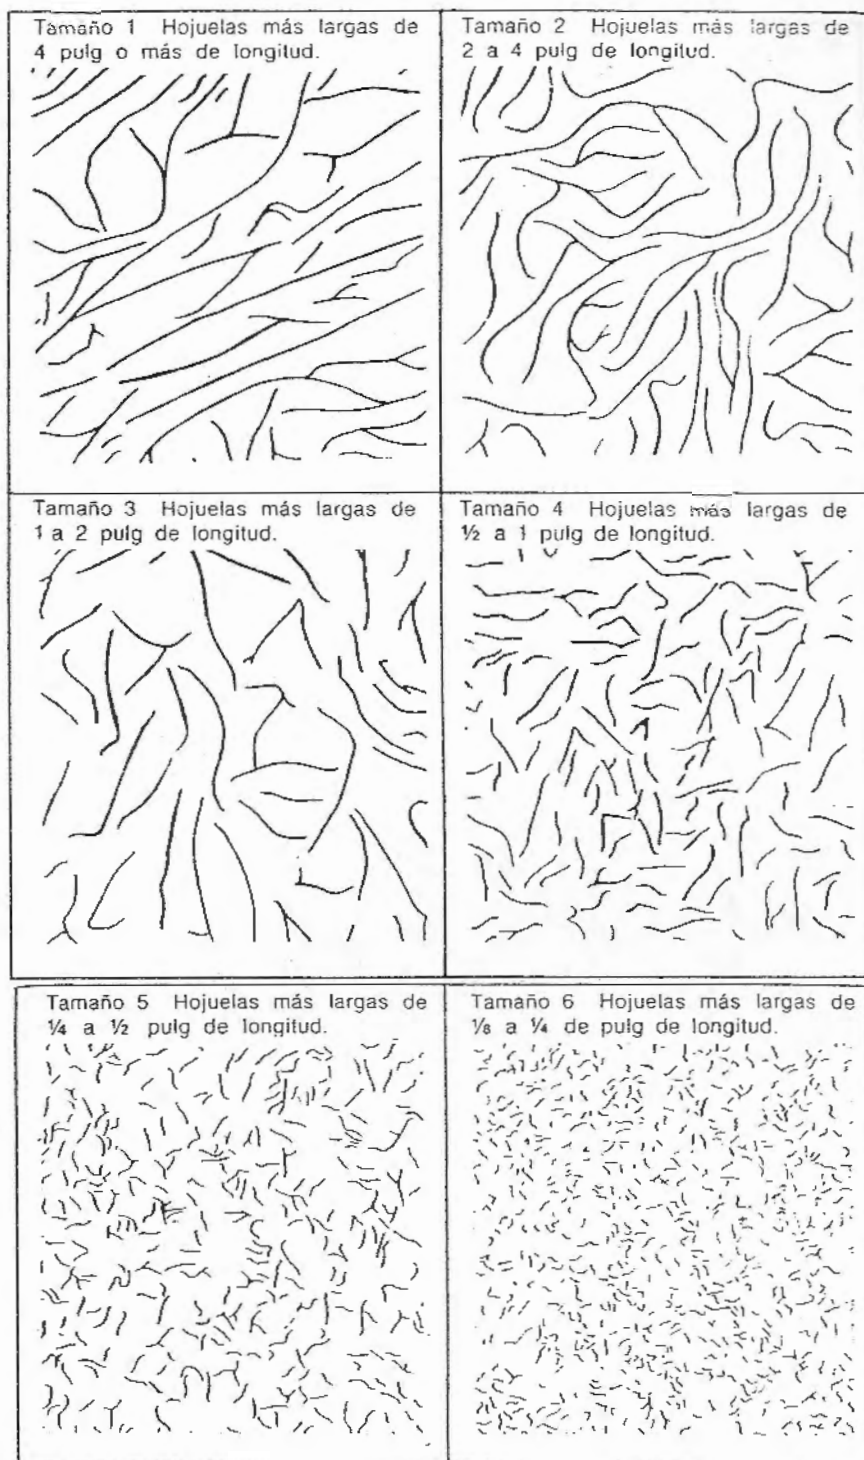 Tamaño 1 Hojuelas más largas de
4 pulg o más de longitud.
Tamaño 2 Hojuelas más largas de
2 a 4 pulg de longitud.
Tamaño 3 Hojuelas más largas de
1 a 2 pulg de longitud.
Tamaño 4 Hojuelas más largas de
½ a 1 pulg de longitud.
Tamaño 5 Hojuelas más largas de
¼ a ½ pulg de longitud.
Tamaño 6 Hojuelas más largas de
⅛ a ¼ de pulg de longitud.